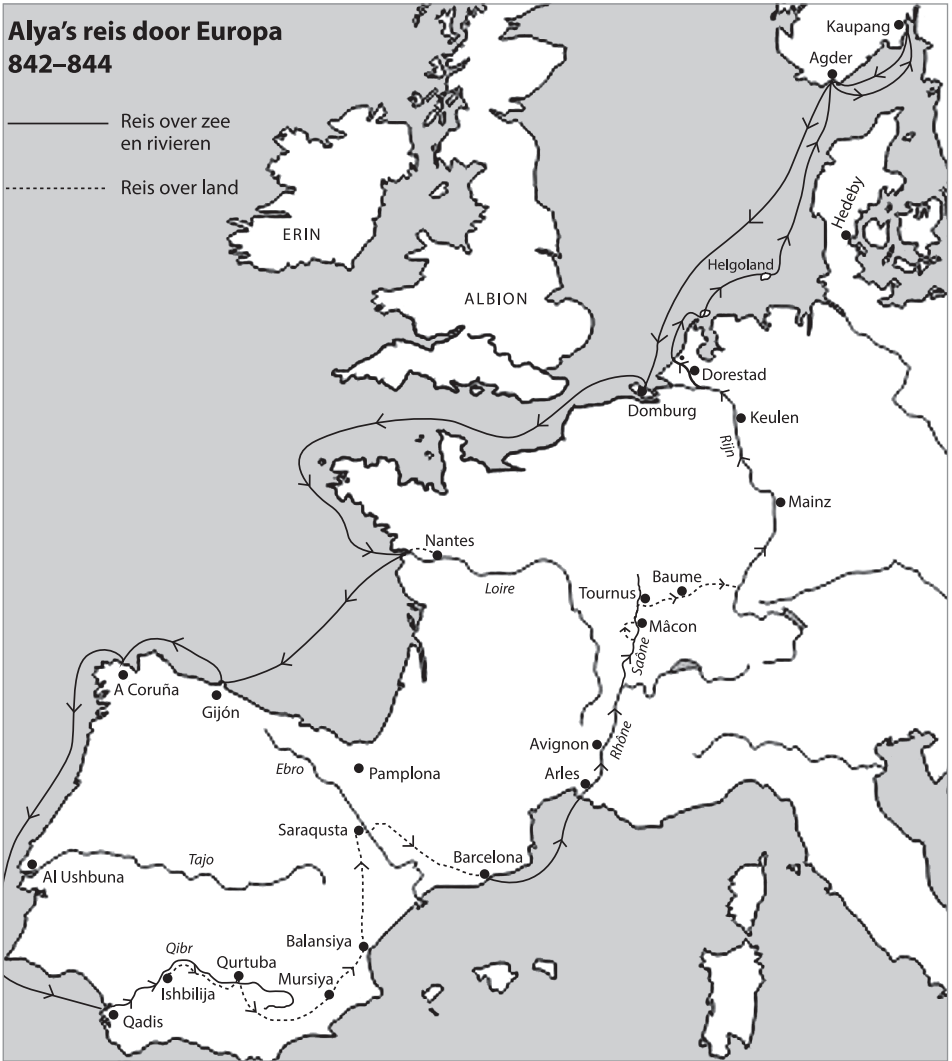 Alya’s reis door Europa
842–844
Reis over zee
en rivieren
Reis over land
Kaupang
Agder
Hedeby
ERIN
Helgoland
ALBION
Dorestad
Domburg
Keulen
Rijn
Mainz
Nantes
Loire
Tournus
Baume
Mâcon
Saône
A Coruña
Gijón
Avignon
Rhône
Ebro
Pamplona
Arles
Saraqusta
Barcelona
Tajo
Al Ushbuna
Balansiya
Qibr
Qurtuba
Mursiya
Ishbilija
Qadis